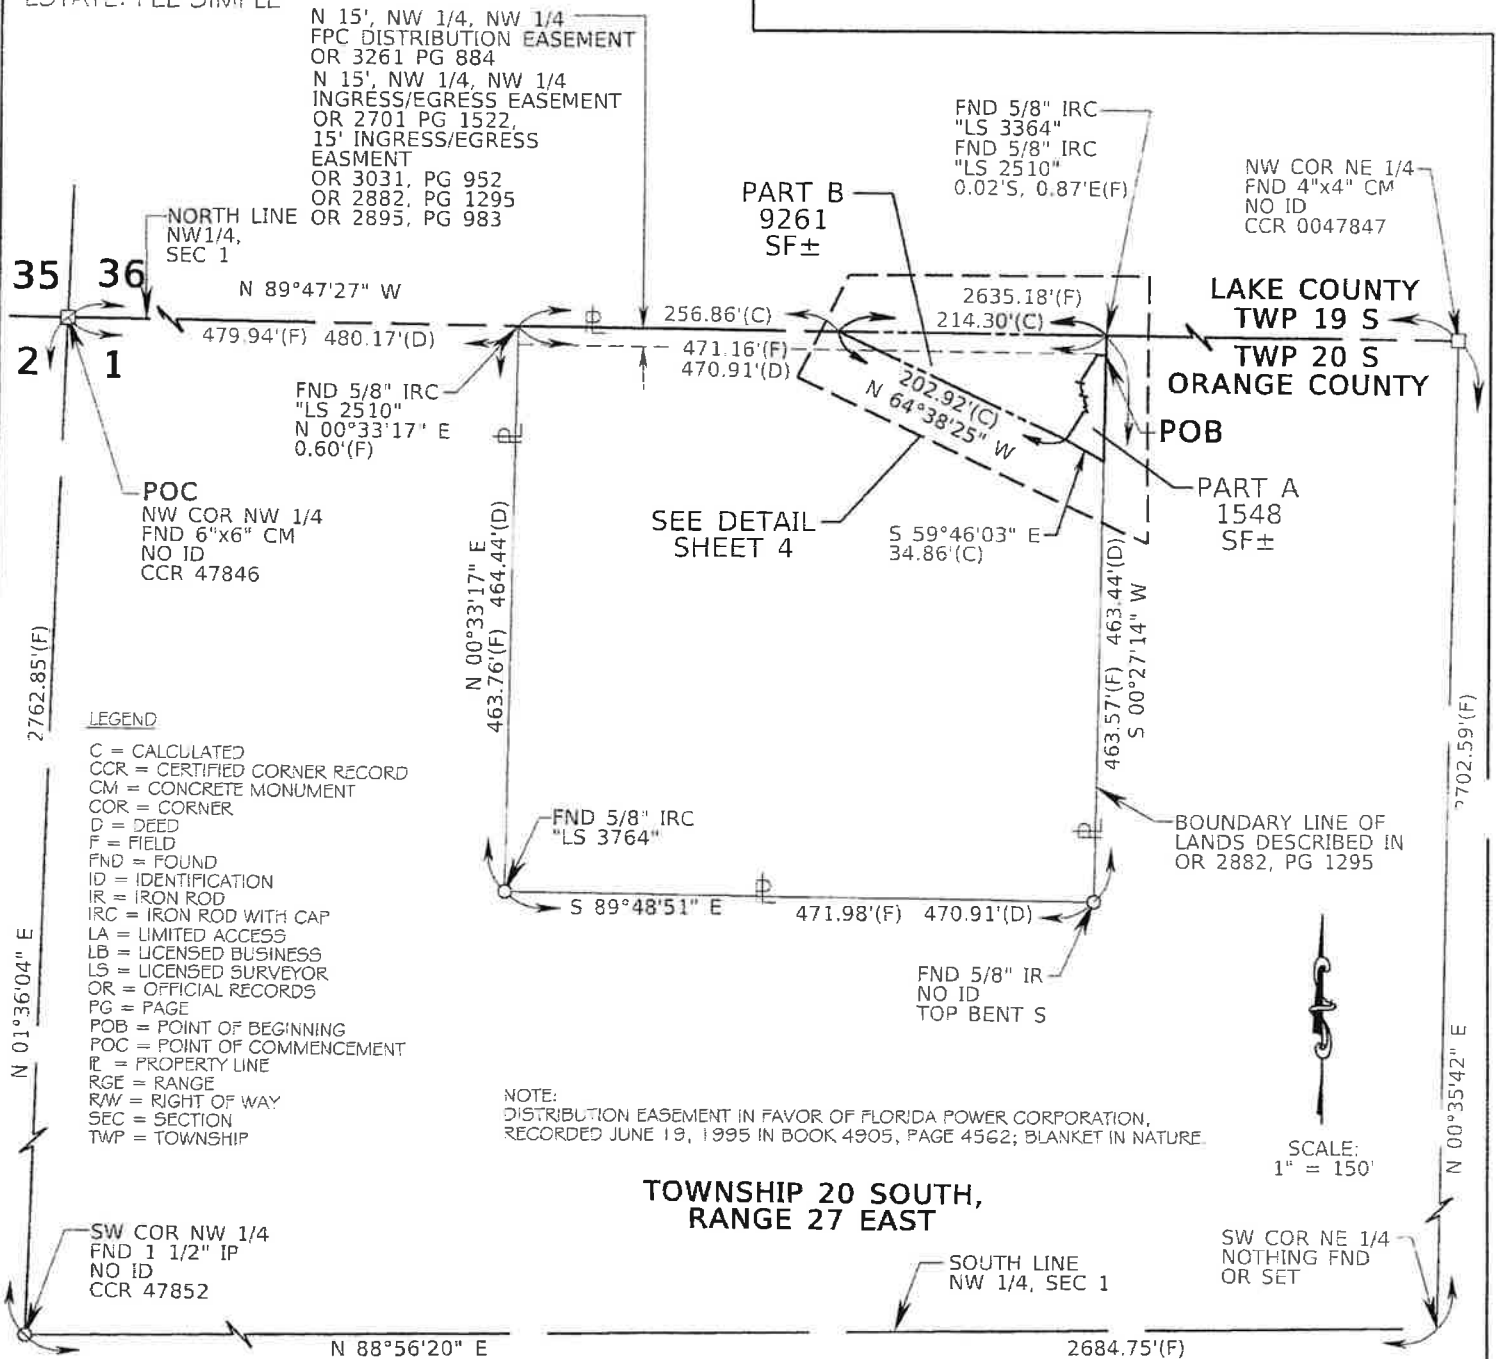 ESTATE: FEE SIMPLE
N 15', NW 1/4, NW 1/4
FPC DISTRIBUTION EASEMENT
OR 3261 PG 884
N 15', NW 1/4, NW 1/4
INGRESS/EGRESS EASEMENT
OR 2701 PG 1522,
15' INGRESS/EGRESS
EASMENT
OR 3031, PG 952
OR 2882, PG 1295
OR 2895, PG 983
NORTH LINE
NW1/4,
SEC 1
35 36
2 1
N 89°47'27" W
479.94'(F) 480.17'(D)
FND 5/8" IRC
"LS 2510"
N 00°33'17" E
0.60'(F)
POC
NW COR NW 1/4
FND 6"x6" CM
NO ID
CCR 47846
256.86'(C)
471.16'(F)
470.91'(D)
PART B
9261
SF±
FND 5/8" IRC
"LS 3364"
FND 5/8" IRC
"LS 2510"
0.02'S, 0.87'E(F)
NW COR NE 1/4
FND 4"x4" CM
NO ID
CCR 0047847
2635.18'(F)
214.30'(C)
LAKE COUNTY
TWP 19 S
TWP 20 S
ORANGE COUNTY
202.92'(C)
N 64°38'25" W
POB
PART A
1548
SF±
SEE DETAIL
SHEET 4
S 59°46'03" E
34.86'(C)
N 00°33'17" E
463.76'(F) 464.44'(D)
463.57'(F) 463.44'(D)
S 00°27'14" W
2762.85'(F)
N 01°36'04" E
2702.59'(F)
N 00°35'42" E
LEGEND
C = CALCULATED
CCR = CERTIFIED CORNER RECORD
CM = CONCRETE MONUMENT
COR = CORNER
D = DEED
F = FIELD
FND = FOUND
ID = IDENTIFICATION
IR = IRON ROD
IRC = IRON ROD WITH CAP
LA = LIMITED ACCESS
LB = LICENSED BUSINESS
LS = LICENSED SURVEYOR
OR = OFFICIAL RECORDS
PG = PAGE
POB = POINT OF BEGINNING
POC = POINT OF COMMENCEMENT
PL = PROPERTY LINE
RGE = RANGE
R/W = RIGHT OF WAY
SEC = SECTION
TWP = TOWNSHIP
FND 5/8" IRC
"LS 3764"
S 89°48'51" E
471.98'(F) 470.91'(D)
BOUNDARY LINE OF
LANDS DESCRIBED IN
OR 2882, PG 1295
FND 5/8" IR
NO ID
TOP BENT S
NOTE:
DISTRIBUTION EASEMENT IN FAVOR OF FLORIDA POWER CORPORATION,
RECORDED JUNE 19, 1995 IN BOOK 4905, PAGE 4562; BLANKET IN NATURE.
SCALE:
1" = 150'
TOWNSHIP 20 SOUTH,
RANGE 27 EAST
SW COR NW 1/4
FND 1 1/2" IP
NO ID
CCR 47852
SOUTH LINE
NW 1/4, SEC 1
SW COR NE 1/4
NOTHING FND
OR SET
N 88°56'20" E
2684.75'(F)